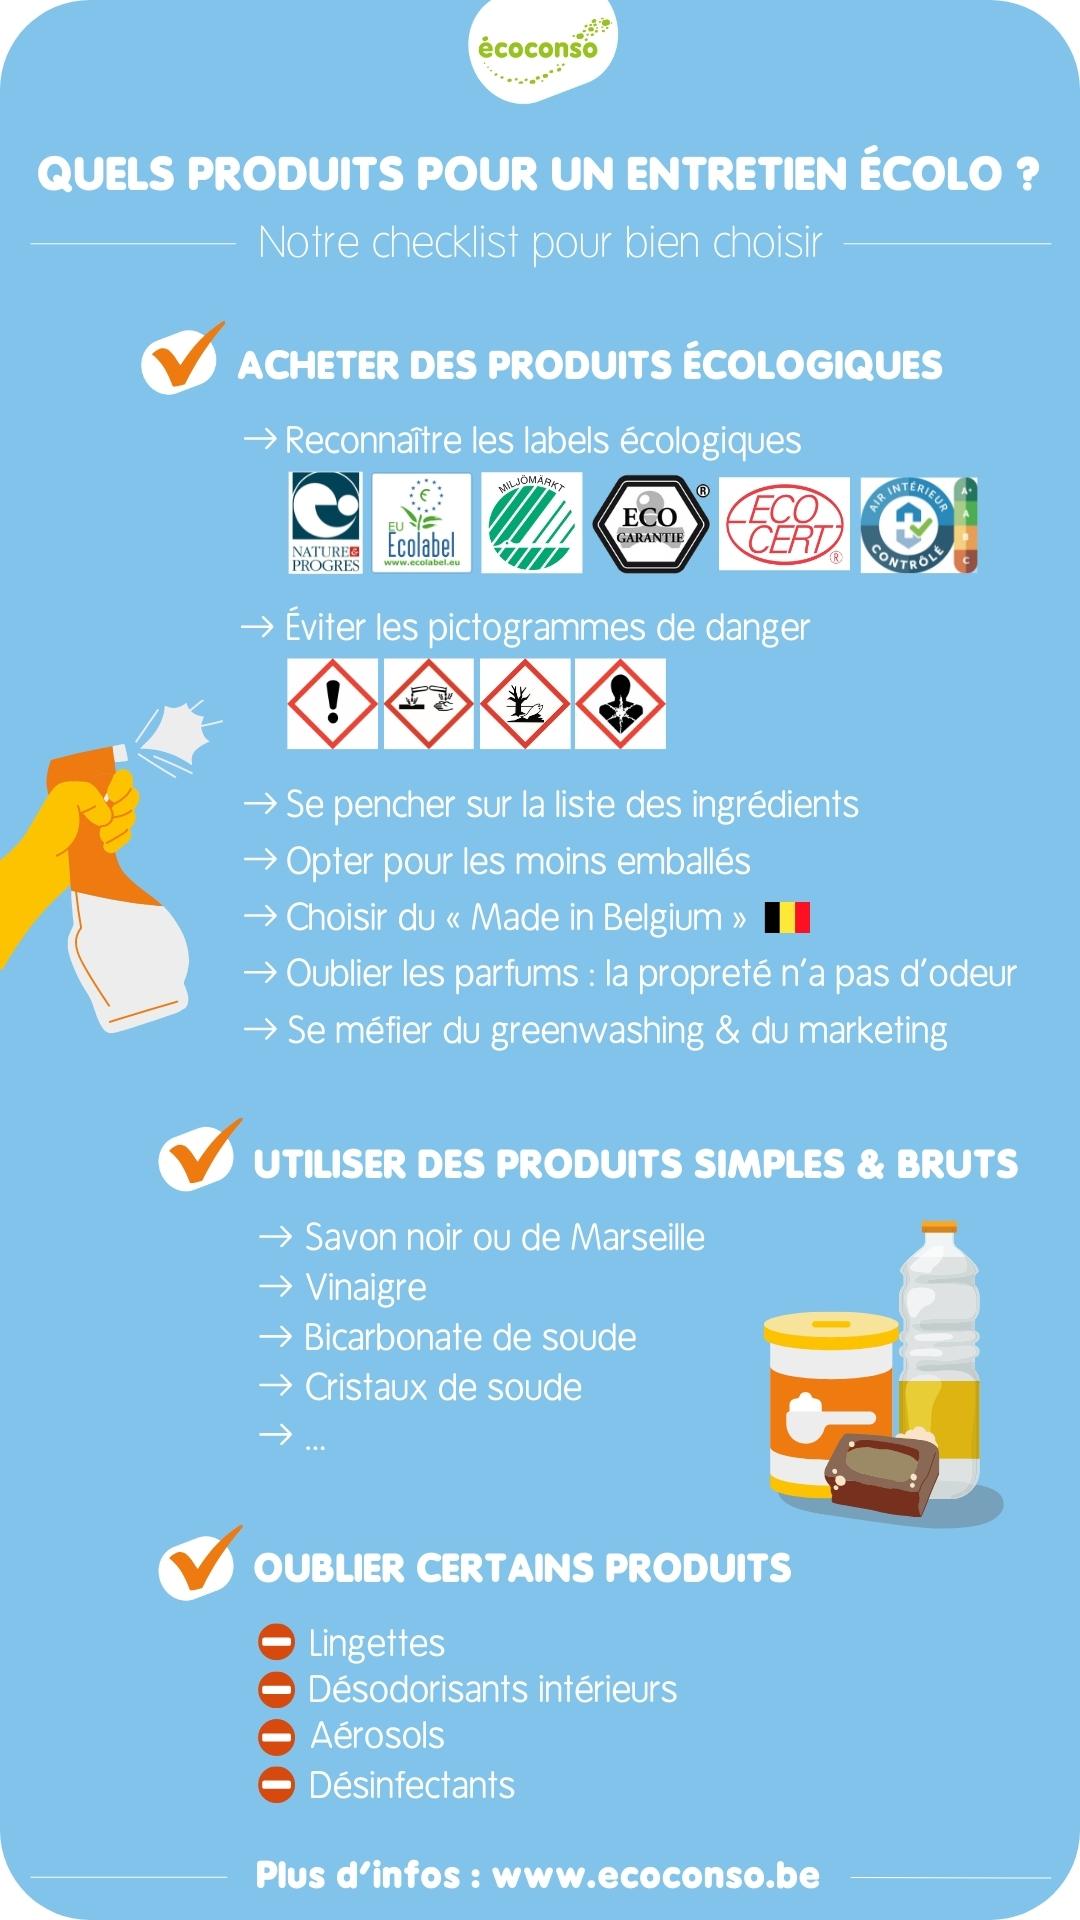 écoconso
QUELS PRODUITS POUR UN ENTRETIEN ÉCOLO ?
Notre checklist pour bien choisir
ACHETER DES PRODUITS ÉCOLOGIQUES
→ Reconnaître les labels écologiques
NATURE & PROGRES
EU Ecolabel
www.ecolabel.eu
MILJÖMÄRKT
ECO GARANTIE ®
ECO CERT ®
AIR INTÉRIEUR CONTRÔLÉ
A+
A
B
C
→ Éviter les pictogrammes de danger
→ Se pencher sur la liste des ingrédients
→ Opter pour les moins emballés
→ Choisir du « Made in Belgium »
→ Oublier les parfums : la propreté n’a pas d’odeur
→ Se méfier du greenwashing & du marketing
UTILISER DES PRODUITS SIMPLES & BRUTS
→ Savon noir ou de Marseille
→ Vinaigre
→ Bicarbonate de soude
→ Cristaux de soude
→ ...
OUBLIER CERTAINS PRODUITS
Lingettes
Désodorisants intérieurs
Aérosols
Désinfectants
Plus d’infos : www.ecoconso.be